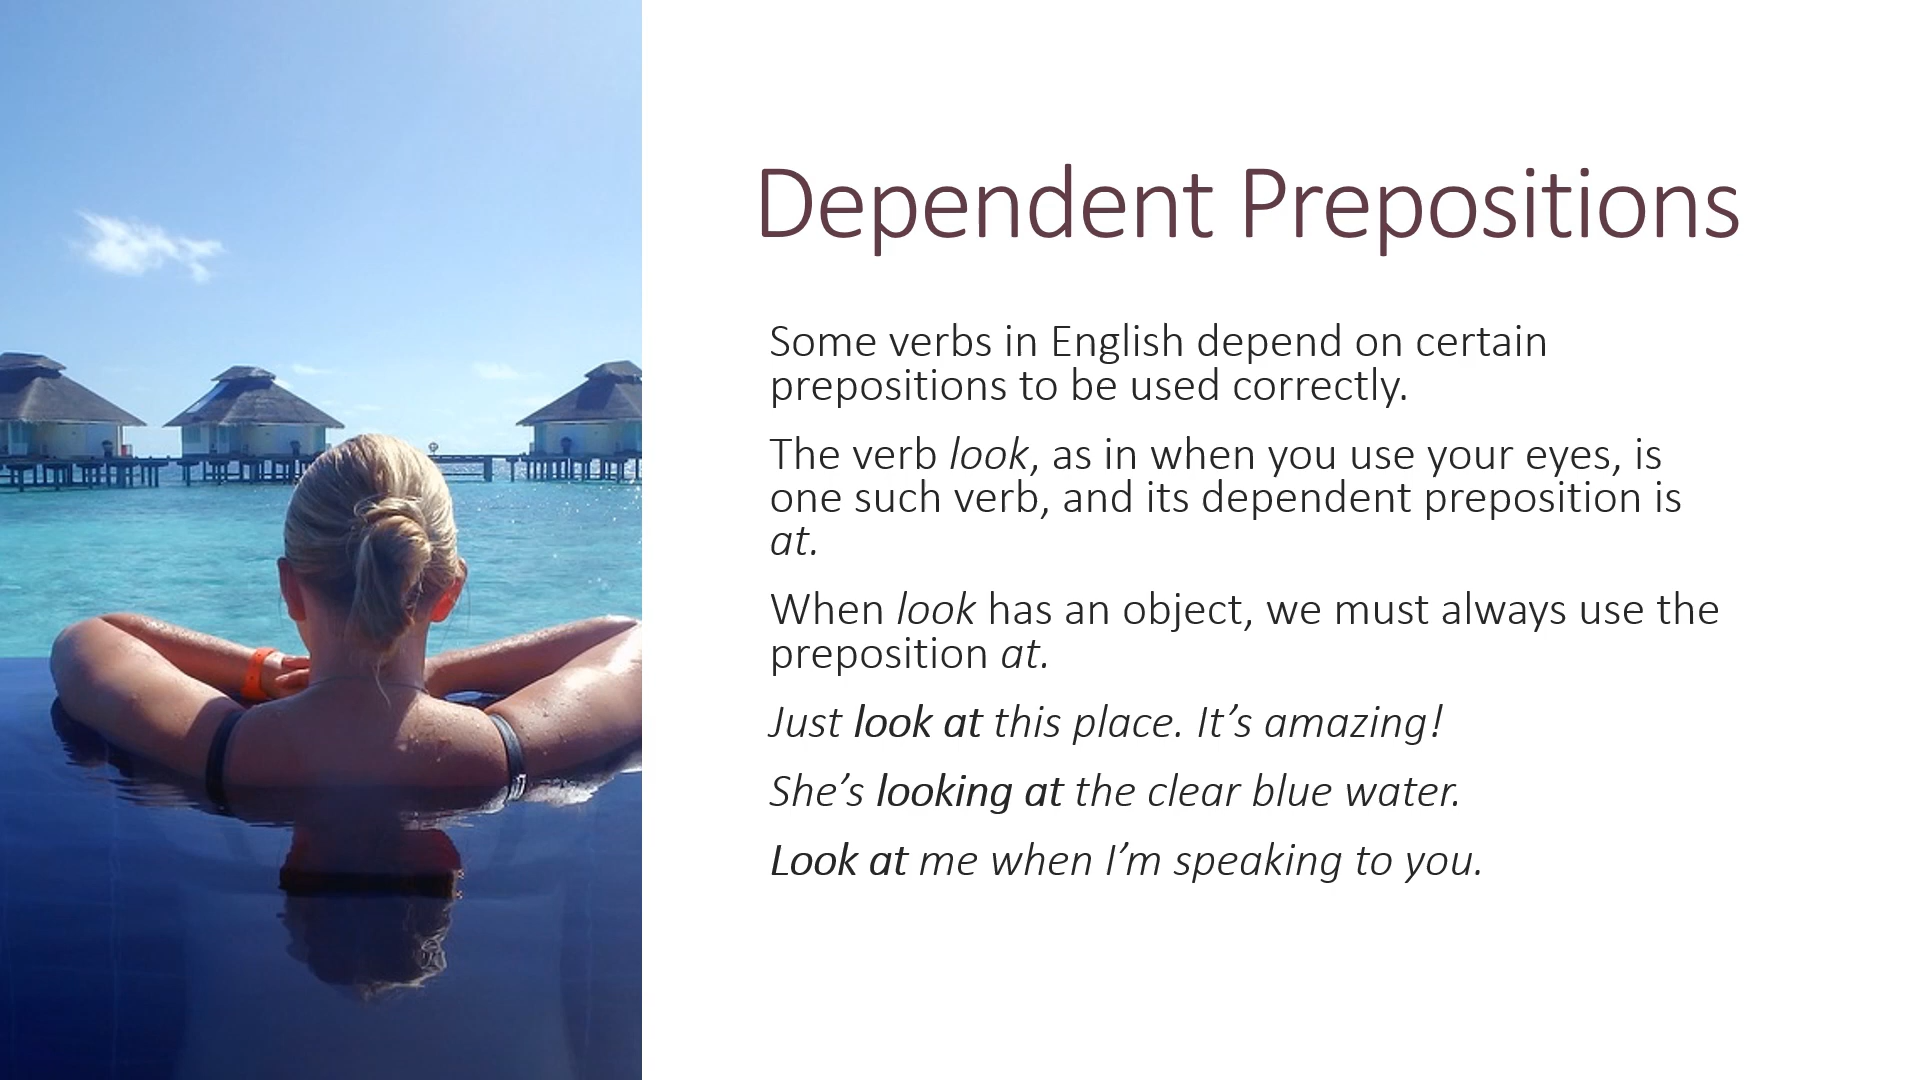 Dependent Prepositions
Some verbs in English depend on certain
prepositions to be used correctly.
The verb look, as in when you use your eyes, is
one such verb, and its dependent preposition is
at.
When look has an object, we must always use the
preposition at.
Just look at this place. It’s amazing!
She’s looking at the clear blue water.
Look at me when I’m speaking to you.